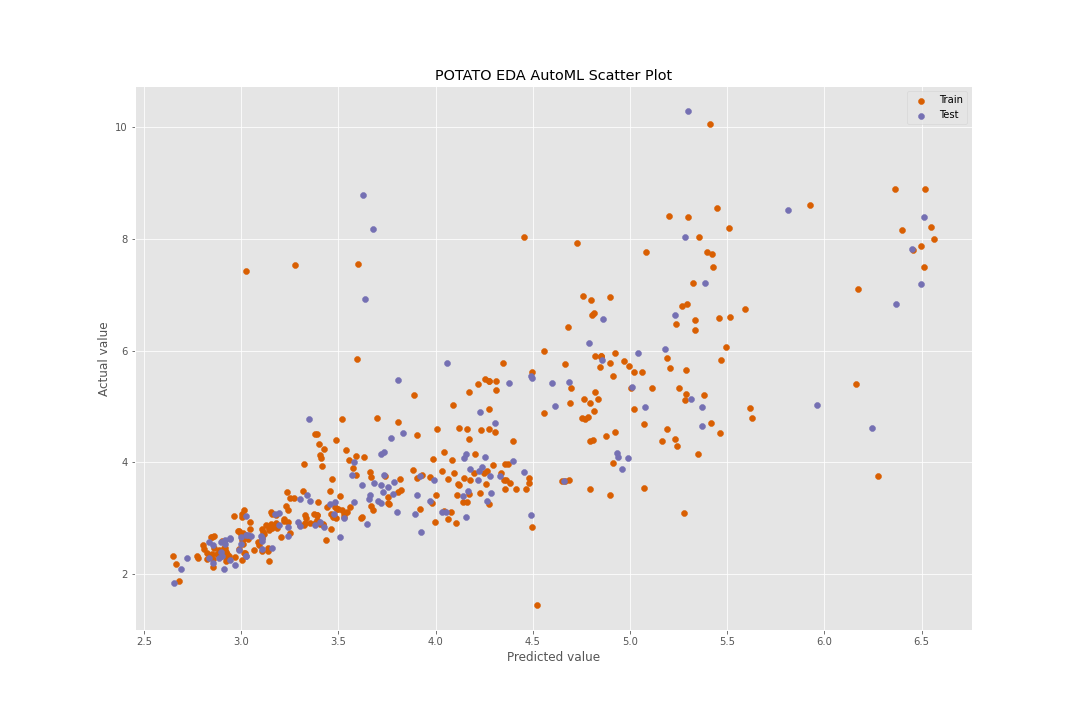 POTATO EDA AutoML Scatter Plot
Train
Test
10
8
6
4
2
Actual value
2.5 3.0 3.5 4.0 4.5 5.0 5.5 6.0 6.5
Predicted value